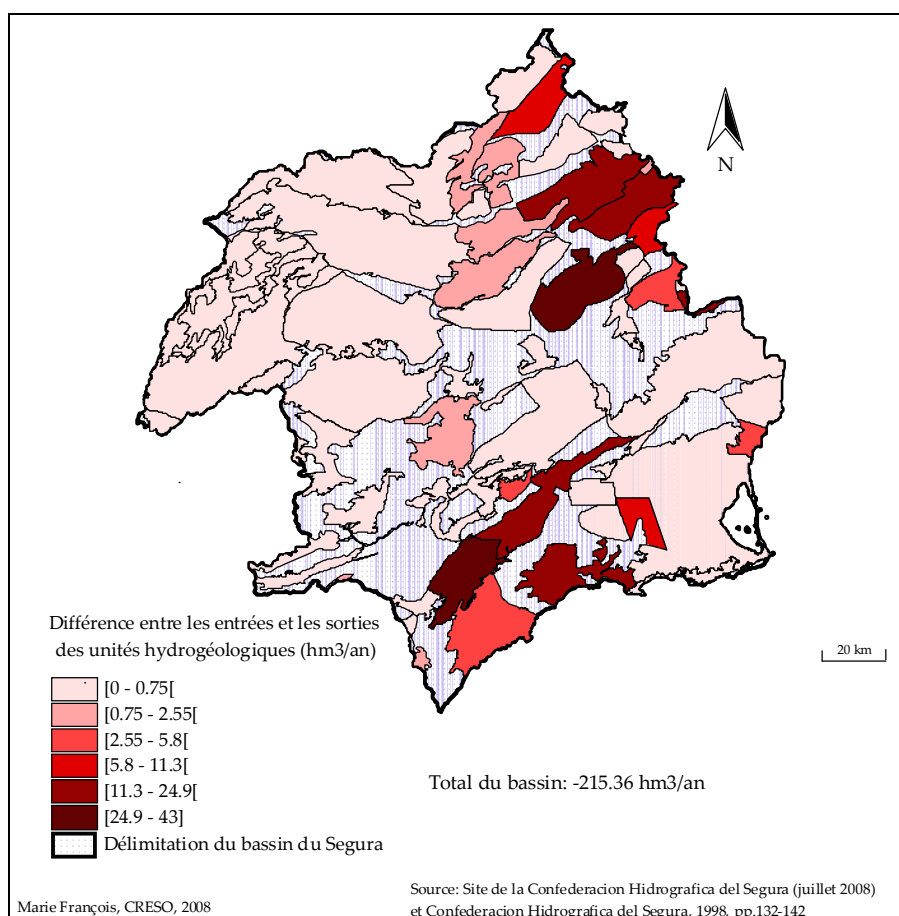 N
Différence entre les entrées et les sorties
des unités hydrogéologiques (hm3/an)
20 km
[0 - 0.75[
[0.75 - 2.55[
[2.55 - 5.8[
[5.8 - 11.3[
[11.3 - 24.9[
[24.9 - 43]
Délimitation du bassin du Segura
Total du bassin: -215.36 hm3/an
Marie François, CRESO, 2008
Source: Site de la Confederacion Hidrografica del Segura (juillet 2008)
et Confederacion Hidrografica del Segura, 1998, pp.132-142